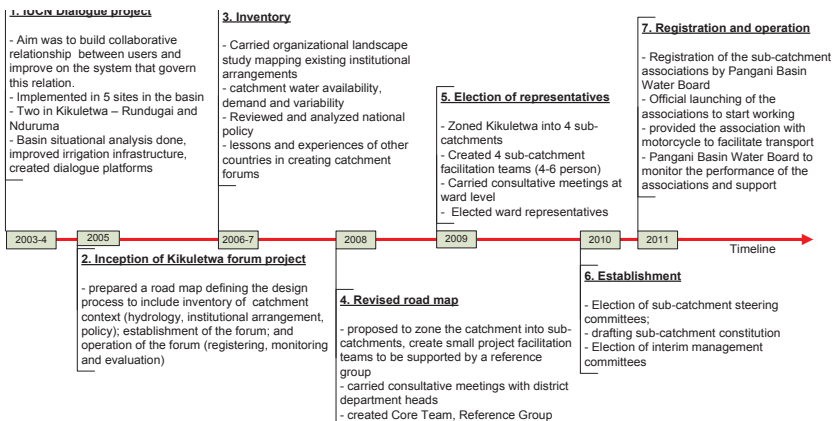 1. IUCN Dialogue project
- Aim was to build collaborative
relationship between users and
improve on the system that govern
this relation.
- Implemented in 5 sites in the basin
- Two in Kikuletwa – Rundugai and
Nduruma
- Basin situational analysis done,
improved irrigation infrastructure,
created dialogue platforms
3. Inventory
- Carried organizational landscape
study mapping existing institutional
arrangements
- catchment water availability,
demand and variability
- Reviewed and analyzed national
policy
- lessons and experiences of other
countries in creating catchment
forums
5. Election of representatives
- Zoned Kikuletwa into 4 sub-
catchments
- Created 4 sub-catchment
facilitation teams (4-6 person)
- Carried consultative meetings at
ward level
- Elected ward representatives
7. Registration and operation
- Registration of the sub-catchment
associations by Pangani Basin
Water Board
- Official launching of the
associations to start working
- provided the association with
motorcycle to facilitate transport
- Pangani Basin Water Board to
monitor the performance of the
associations and support
2003-4
2005
2006-7
2008
2009
2010
2011
Timeline
2. Inception of Kikuletwa forum project
- prepared a road map defining the design
process to include inventory of catchment
context (hydrology, institutional arrangement,
policy); establishment of the forum; and
operation of the forum (registering, monitoring
and evaluation)
4. Revised road map
- proposed to zone the catchment into sub-
catchments, create small project facilitation
teams to be supported by a reference
group
- carried consultative meetings with district
department heads
- created Core Team, Reference Group
6. Establishment
- Election of sub-catchment steering
committees;
- drafting sub-catchment constitution
- Election of interim management
committees